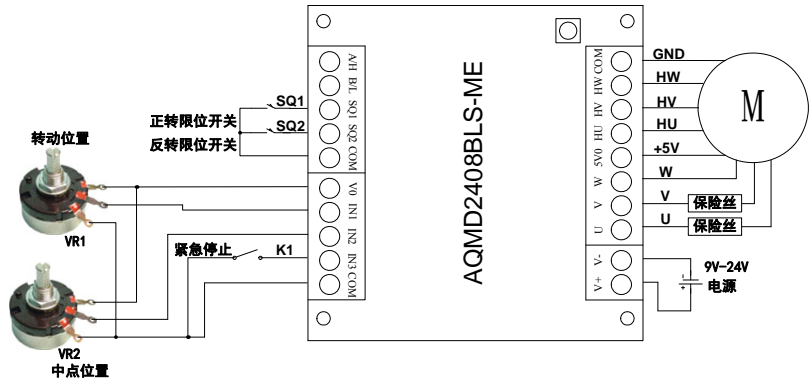 AQMD2408BLS-ME
A/H
B/L
SQ1
SQ2
COM
V0
IN1
IN2
IN3
COM
COM
HW
HV
HU
5V0
W
V
U
V-
V+
SQ1
正转限位开关
SQ2
反转限位开关
转动位置
VR1
紧急停止
K1
VR2
中点位置
GND
HW
HV
HU
+5V
W
V
保险丝
U
保险丝
M
9V-24V
电源
- +